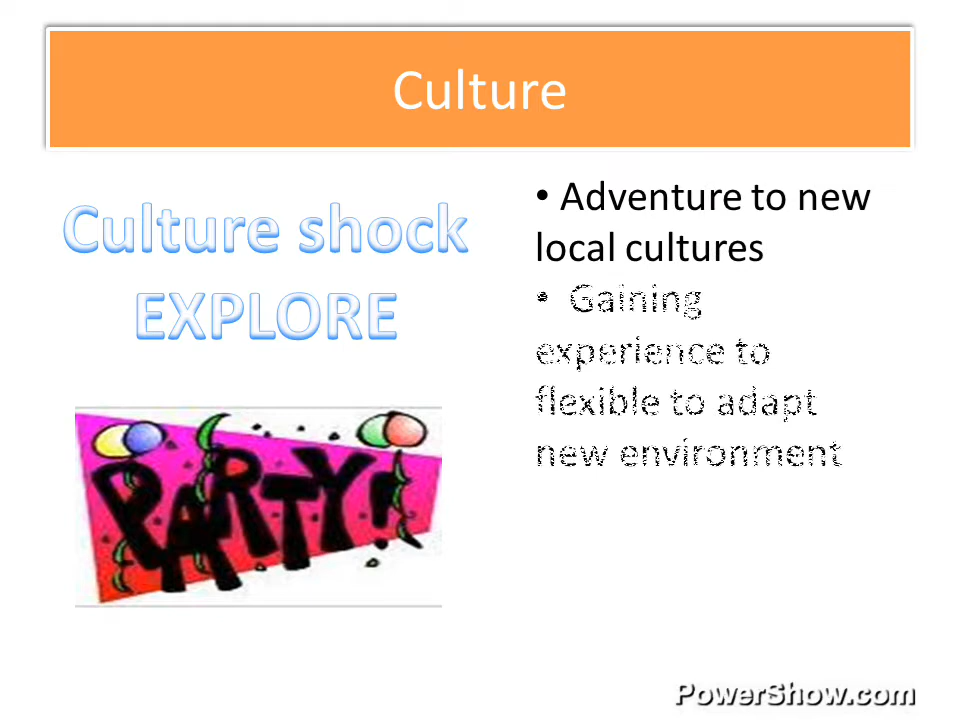 Culture
Culture shock
EXPLORE
PARTY!
• Adventure to new
local cultures
• Gaining
experience to
flexible to adapt
new environment
PowerShow.com